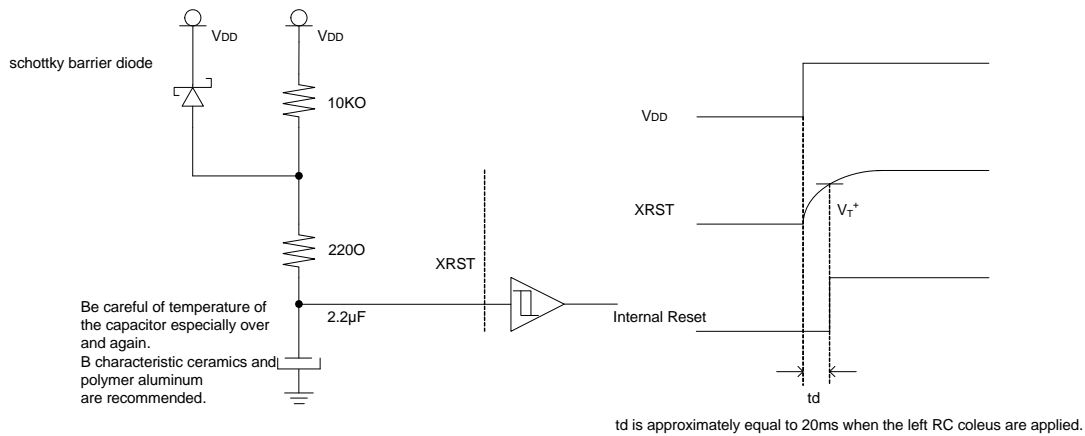 VDD
VDD
schottky barrier diode
10KO
220O
XRST
Be careful of temperature of
the capacitor especially over
and again.
B characteristic ceramics and
polymer aluminum
are recommended.
2.2µF
VDD
XRST
VT+
Internal Reset
td
td is approximately equal to 20ms when the left RC coleus are applied.